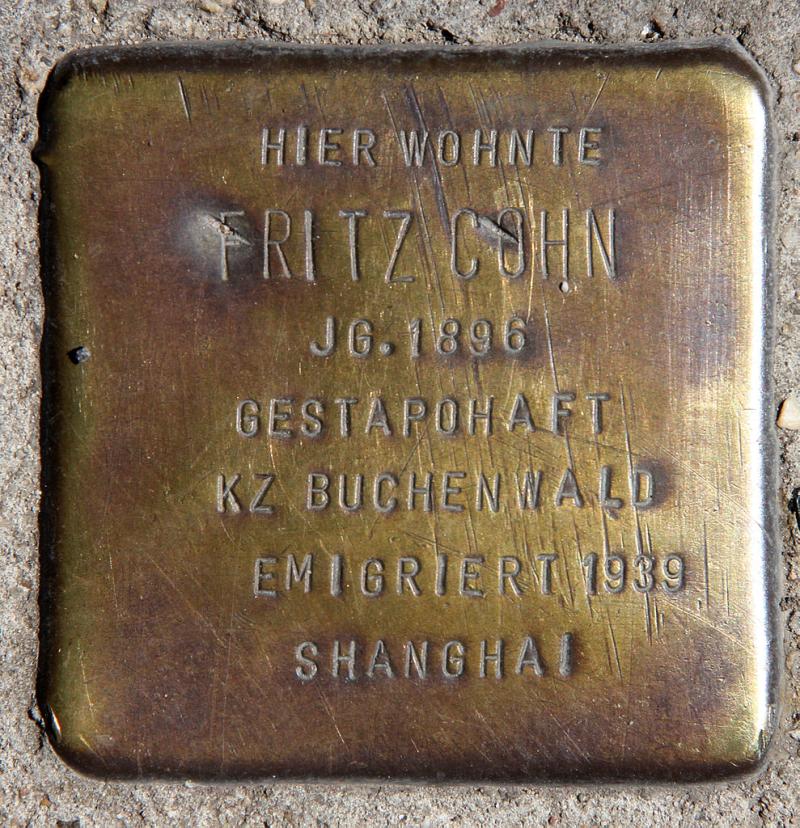 HIER WOHNTE
FRITZ COHN
JG. 1896
GESTAPOHAFT
KZ BUCHENWALD
EMIGRIERT 1939
SHANGHAI